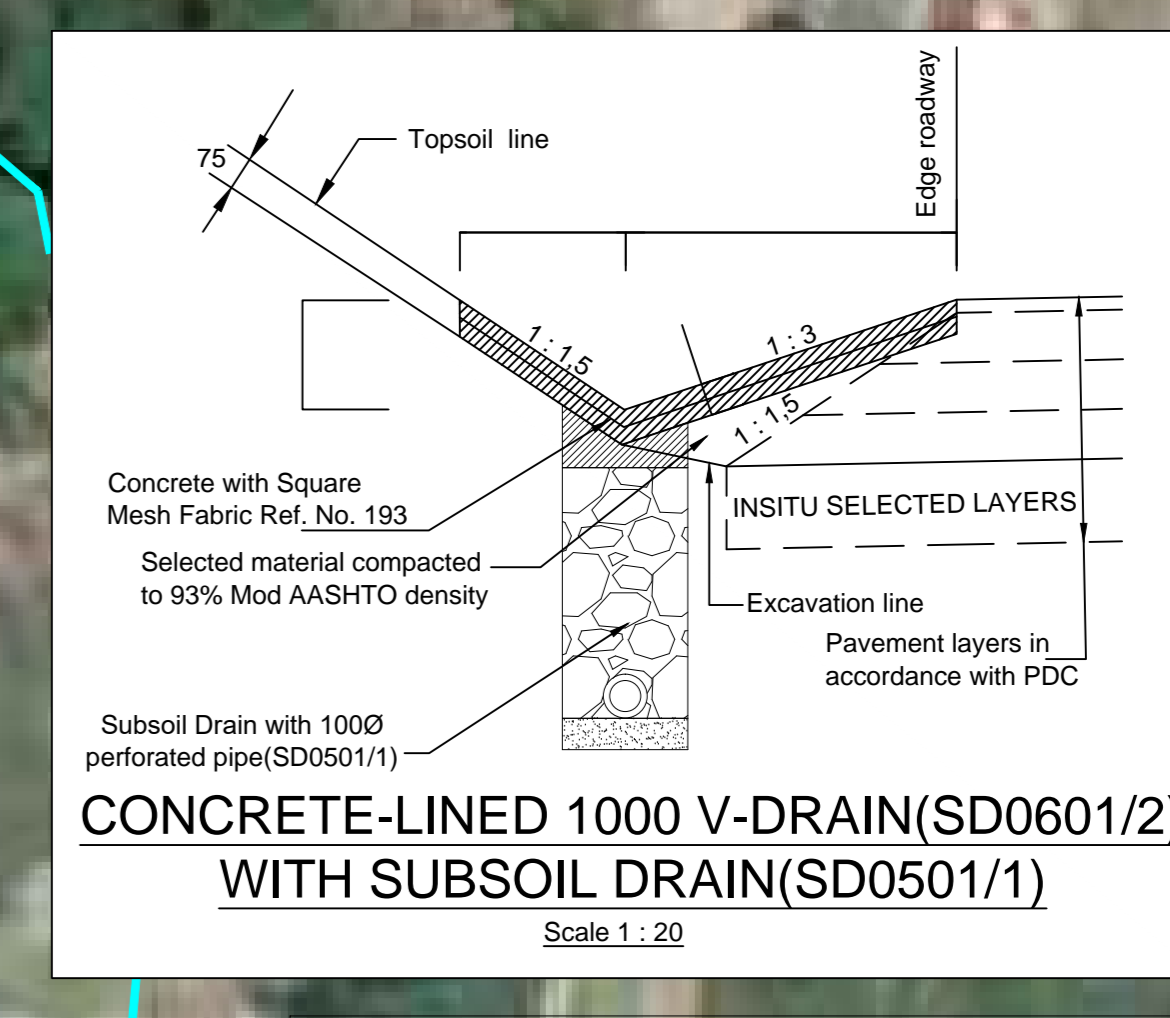 Edge roadway
75
Topsoil line
1 : 1,5
1 : 3
1 : 1,5
Concrete with Square
Mesh Fabric Ref. No. 193
INSITU SELECTED LAYERS
Selected material compacted
to 93% Mod AASHTO density
Excavation line
Pavement layers in
accordance with PDC
Subsoil Drain with 100Ø
perforated pipe(SD0501/1)
CONCRETE-LINED 1000 V-DRAIN(SD0601/2)
WITH SUBSOIL DRAIN(SD0501/1)
Scale 1 : 20